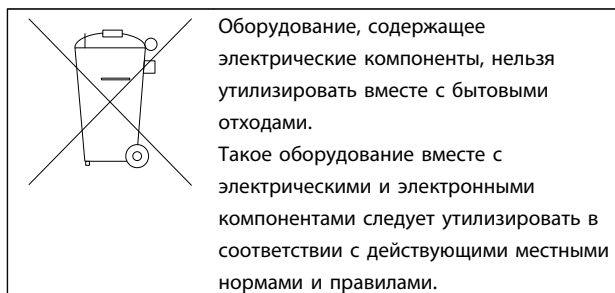 Оборудование, содержащее
электрические компоненты, нельзя
утилизировать вместе с бытовыми
отходами.
Такое оборудование вместе с
электрическими и электронными
компонентами следует утилизировать в
соответствии с действующими местными
нормами и правилами.